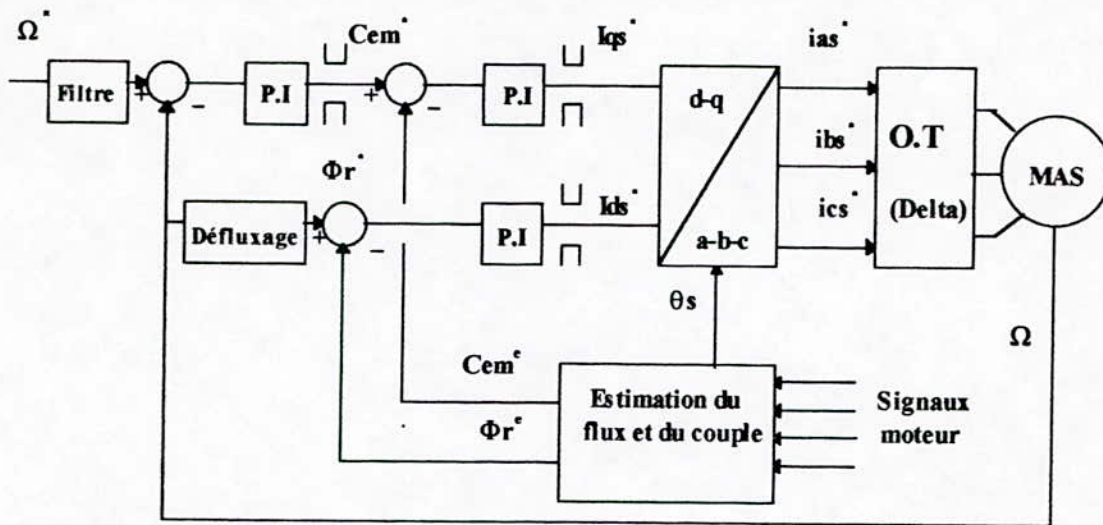 Ω*
Cem*
Iqs*
ias*
Filtre
+
−
P.I
+
−
P.I
d-q
ibs*
O.T
MAS
Φr*
Ids*
ics*
(Delta)
Défluxage
+
−
P.I
a-b-c
θs
Ω
Cem^e
Φr^e
Estimation du
flux et du couple
Signaux
moteur